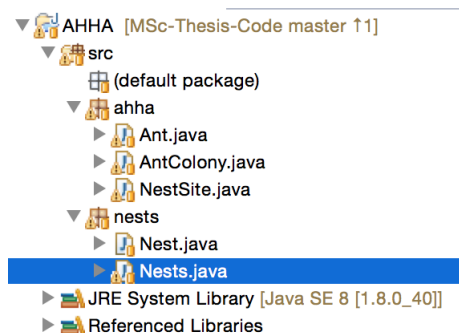 AHHA [MSc-Thesis-Code master ↑1]
src
(default package)
ahha
Ant.java
AntColony.java
NestSite.java
nests
Nest.java
Nests.java
JRE System Library [Java SE 8 [1.8.0_40]]
Referenced Libraries